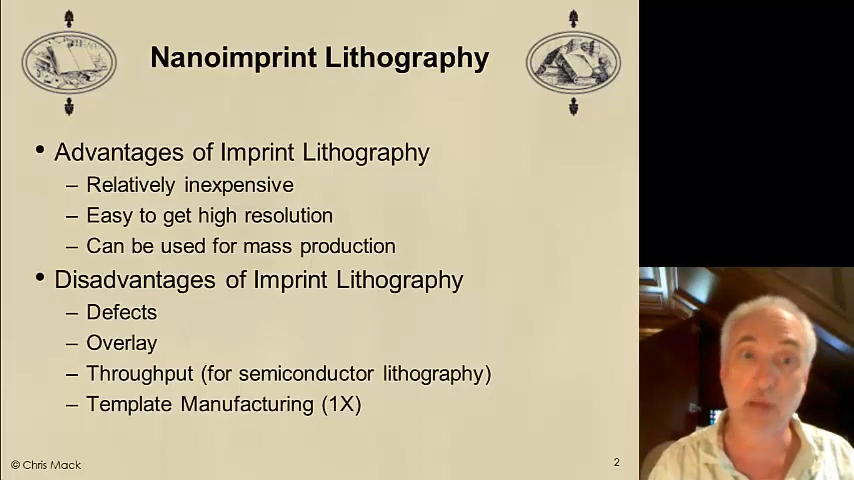 Nanoimprint Lithography
• Advantages of Imprint Lithography
– Relatively inexpensive
– Easy to get high resolution
– Can be used for mass production
• Disadvantages of Imprint Lithography
– Defects
– Overlay
– Throughput (for semiconductor lithography)
– Template Manufacturing (1X)
© Chris Mack
2